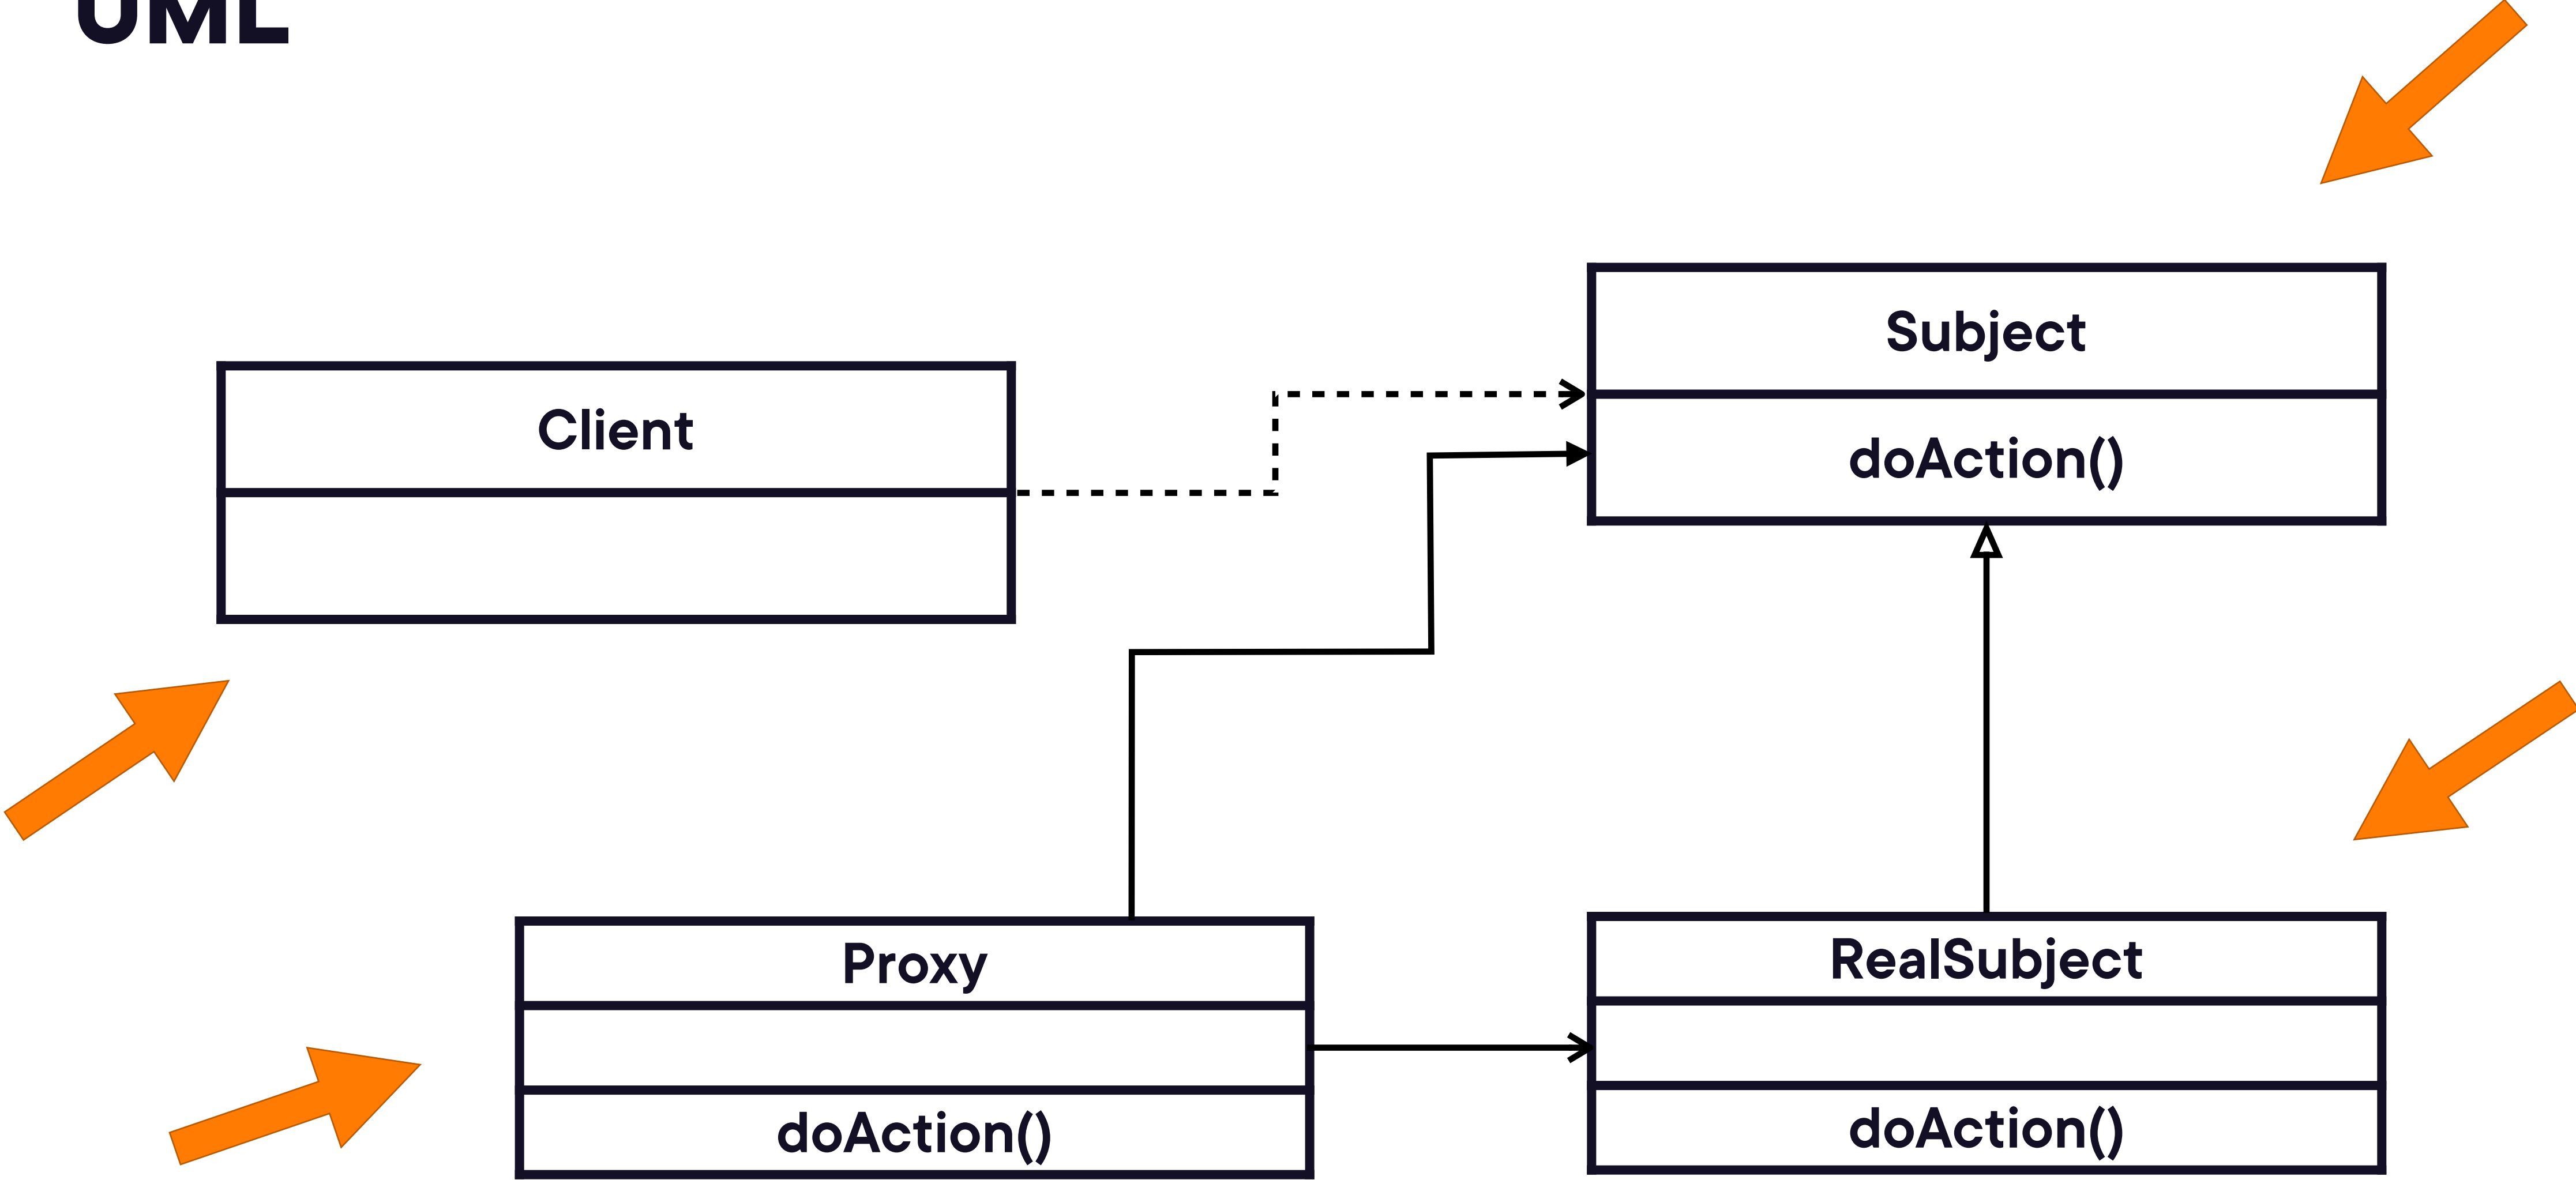 UML
Subject
Client
doAction()
Proxy
RealSubject
doAction()
doAction()